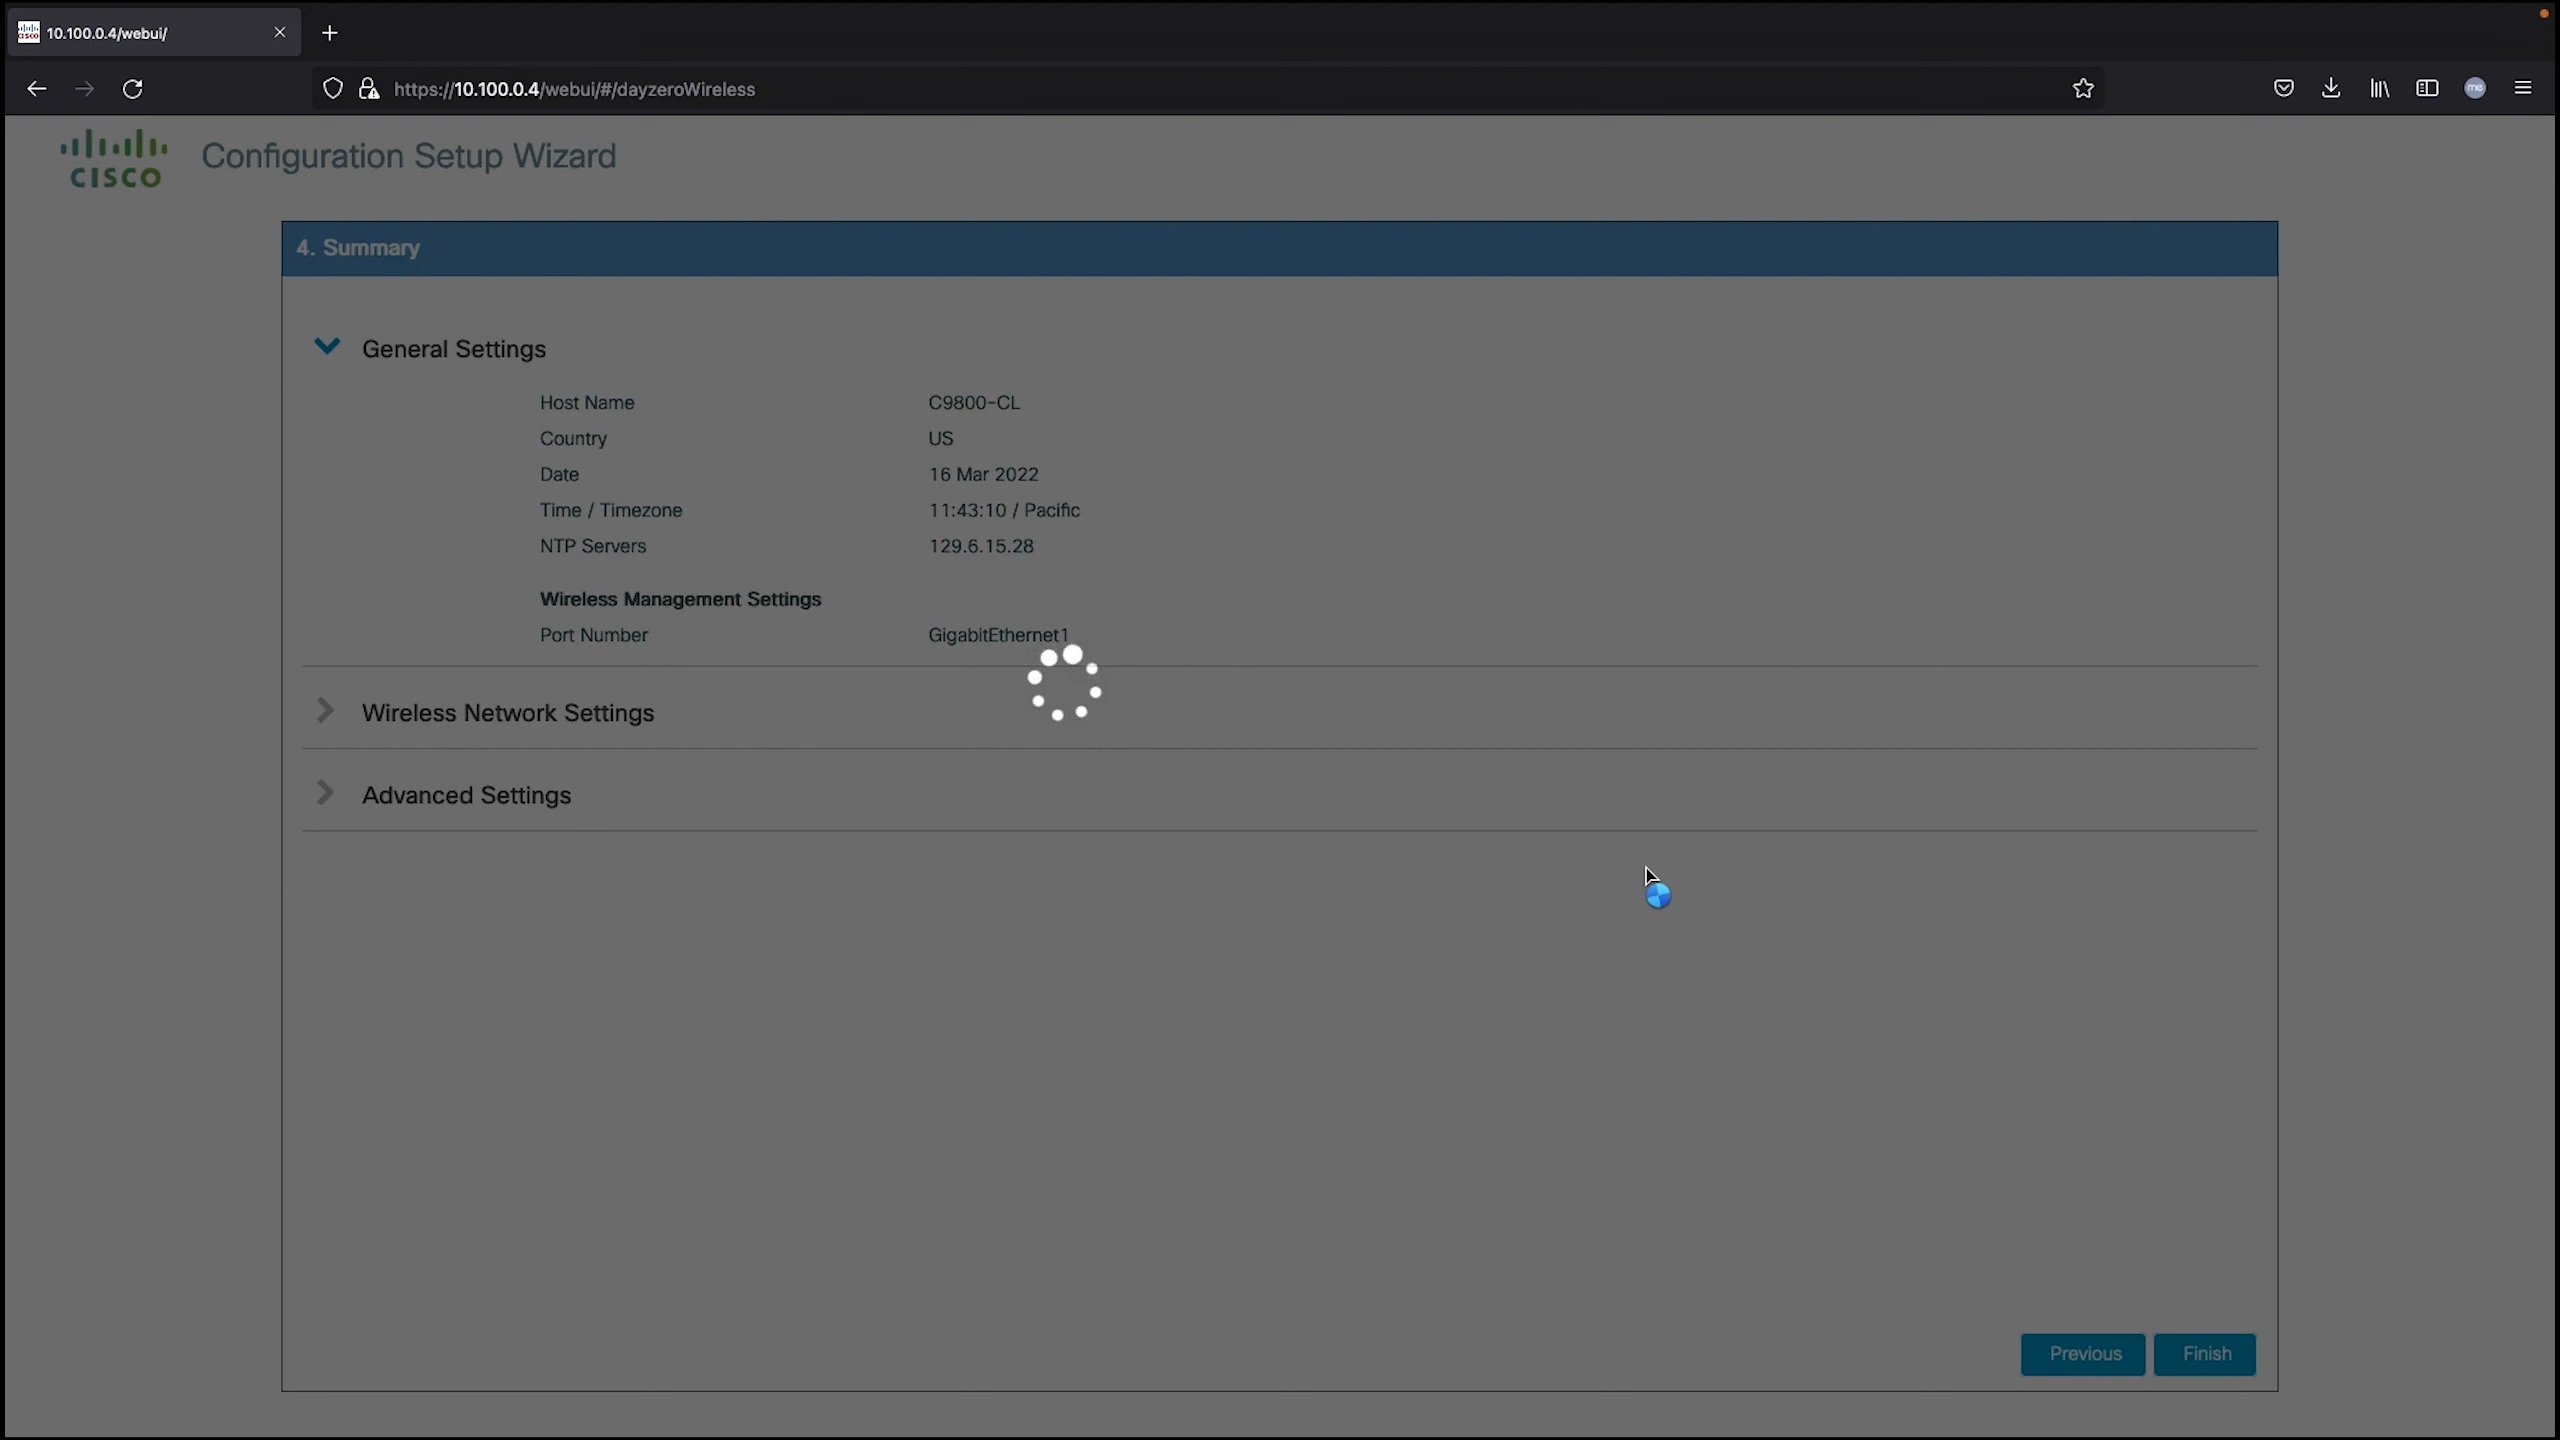 10.100.0.4/webui/
https://10.100.0.4/webui/#/dayzeroWireless
CISCO Configuration Setup Wizard
4. Summary
General Settings
Host Name C9800-CL
Country US
Date 16 Mar 2022
Time / Timezone 11:43:10 / Pacific
NTP Servers 129.6.15.28
Wireless Management Settings
Port Number GigabitEthernet1
Wireless Network Settings
Advanced Settings
Previous Finish